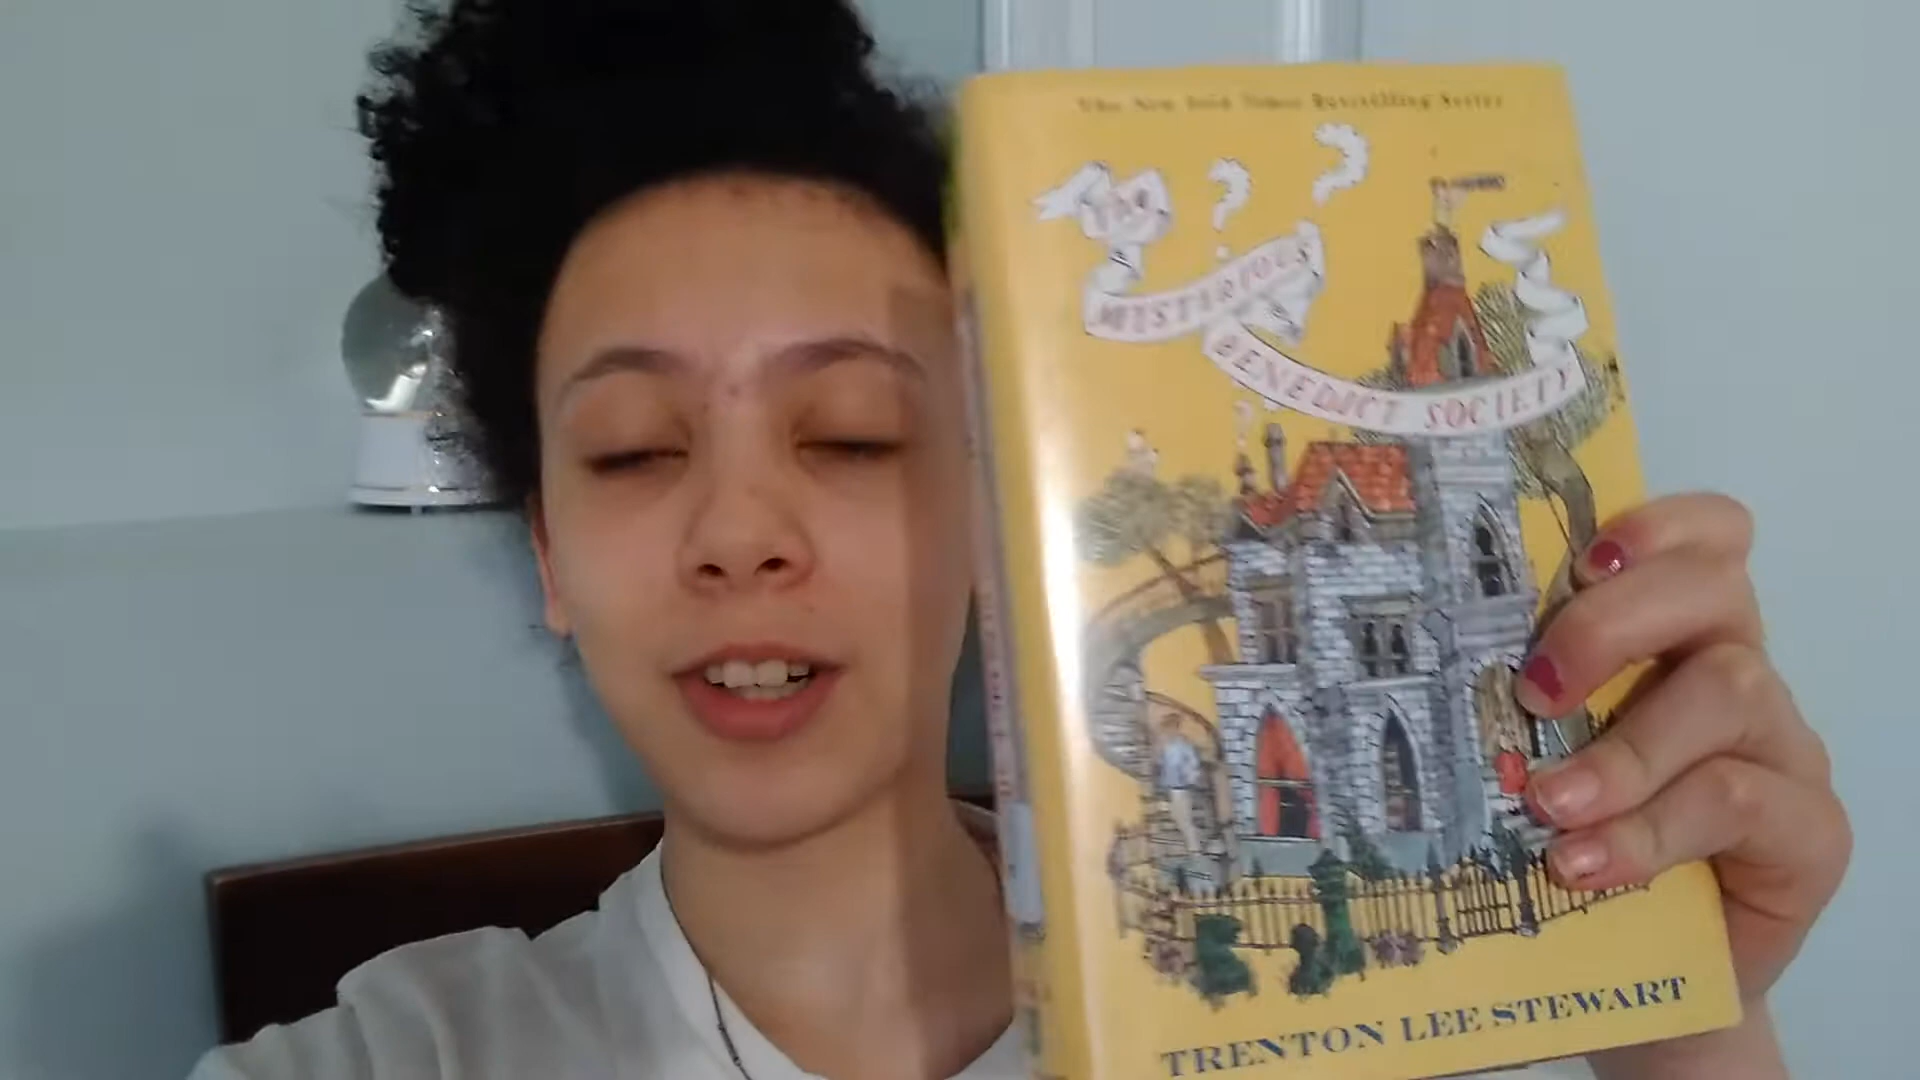 The New York Times Bestselling Series
The
MYSTERIOUS
BENEDICT SOCIETY
TRENTON LEE STEWART